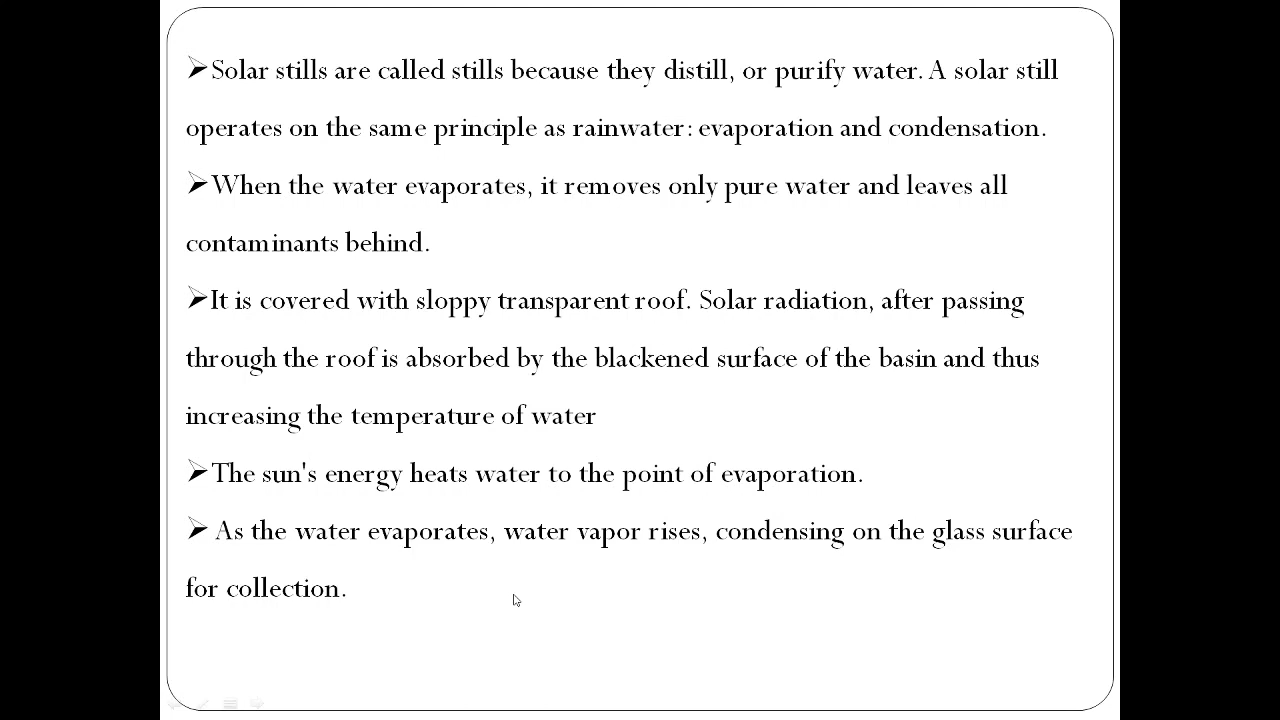 ➢Solar stills are called stills because they distill, or purify water. A solar still
operates on the same principle as rainwater: evaporation and condensation.
➢When the water evaporates, it removes only pure water and leaves all
contaminants behind.
➢It is covered with sloppy transparent roof. Solar radiation, after passing
through the roof is absorbed by the blackened surface of the basin and thus
increasing the temperature of water
➢The sun's energy heats water to the point of evaporation.
➢ As the water evaporates, water vapor rises, condensing on the glass surface
for collection.